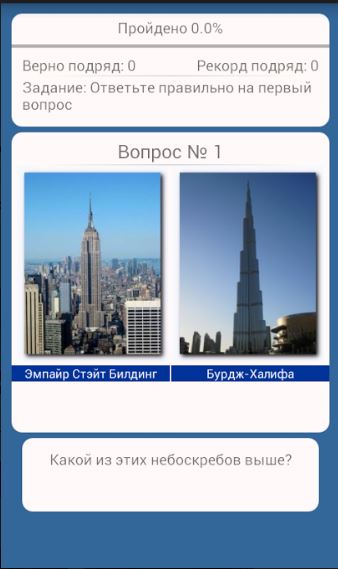 Пройдено 0.0%
Верно подряд: 0 Рекорд подряд: 0
Задание: Ответьте правильно на первый
вопрос
Вопрос № 1
Эмпайр Стэйт Билдинг Бурдж-Халифа
Какой из этих небоскребов выше?